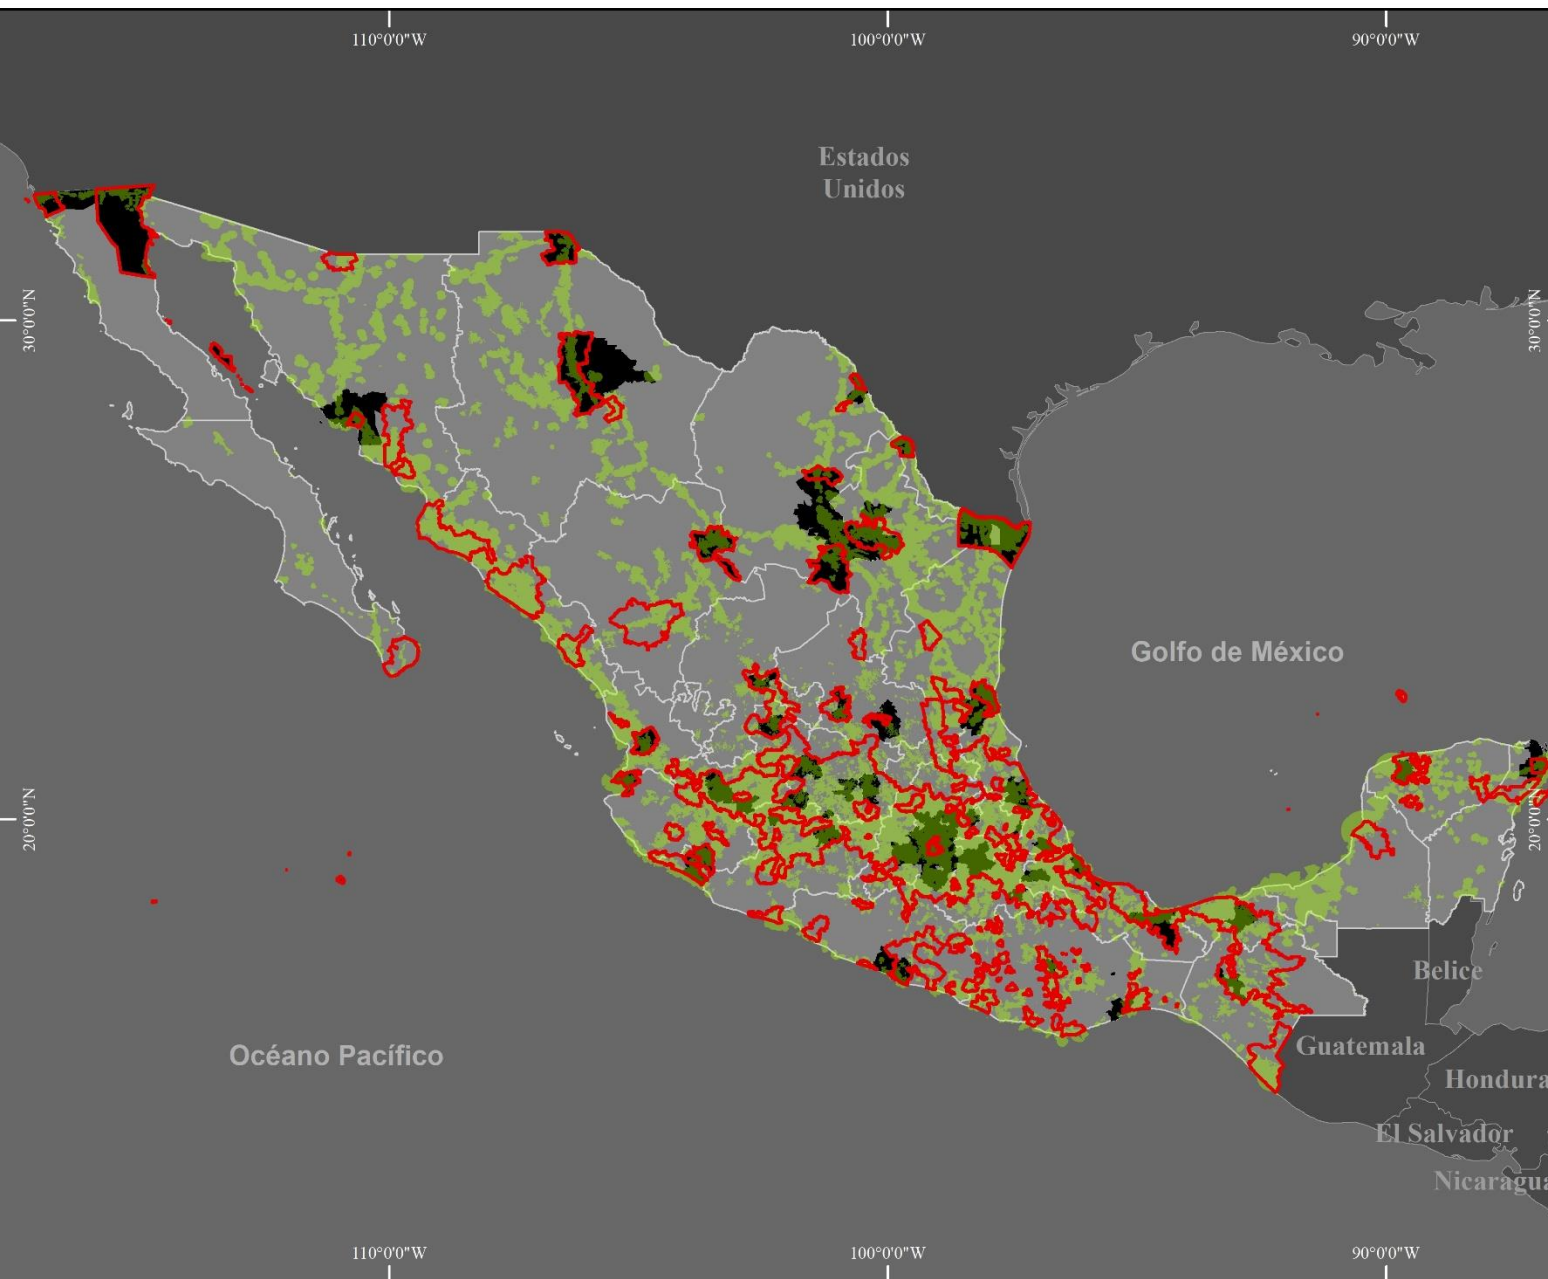 110°0'0"W
100°0'0"W
90°0'0"W
Estados
Unidos
30°0'0"N
30°0'0"N
Golfo de México
20°0'0"N
20°0'0"N
Belice
Océano Pacífico
Guatemala
Hondura
El Salvador
Nicaragua
110°0'0"W
100°0'0"W
90°0'0"W